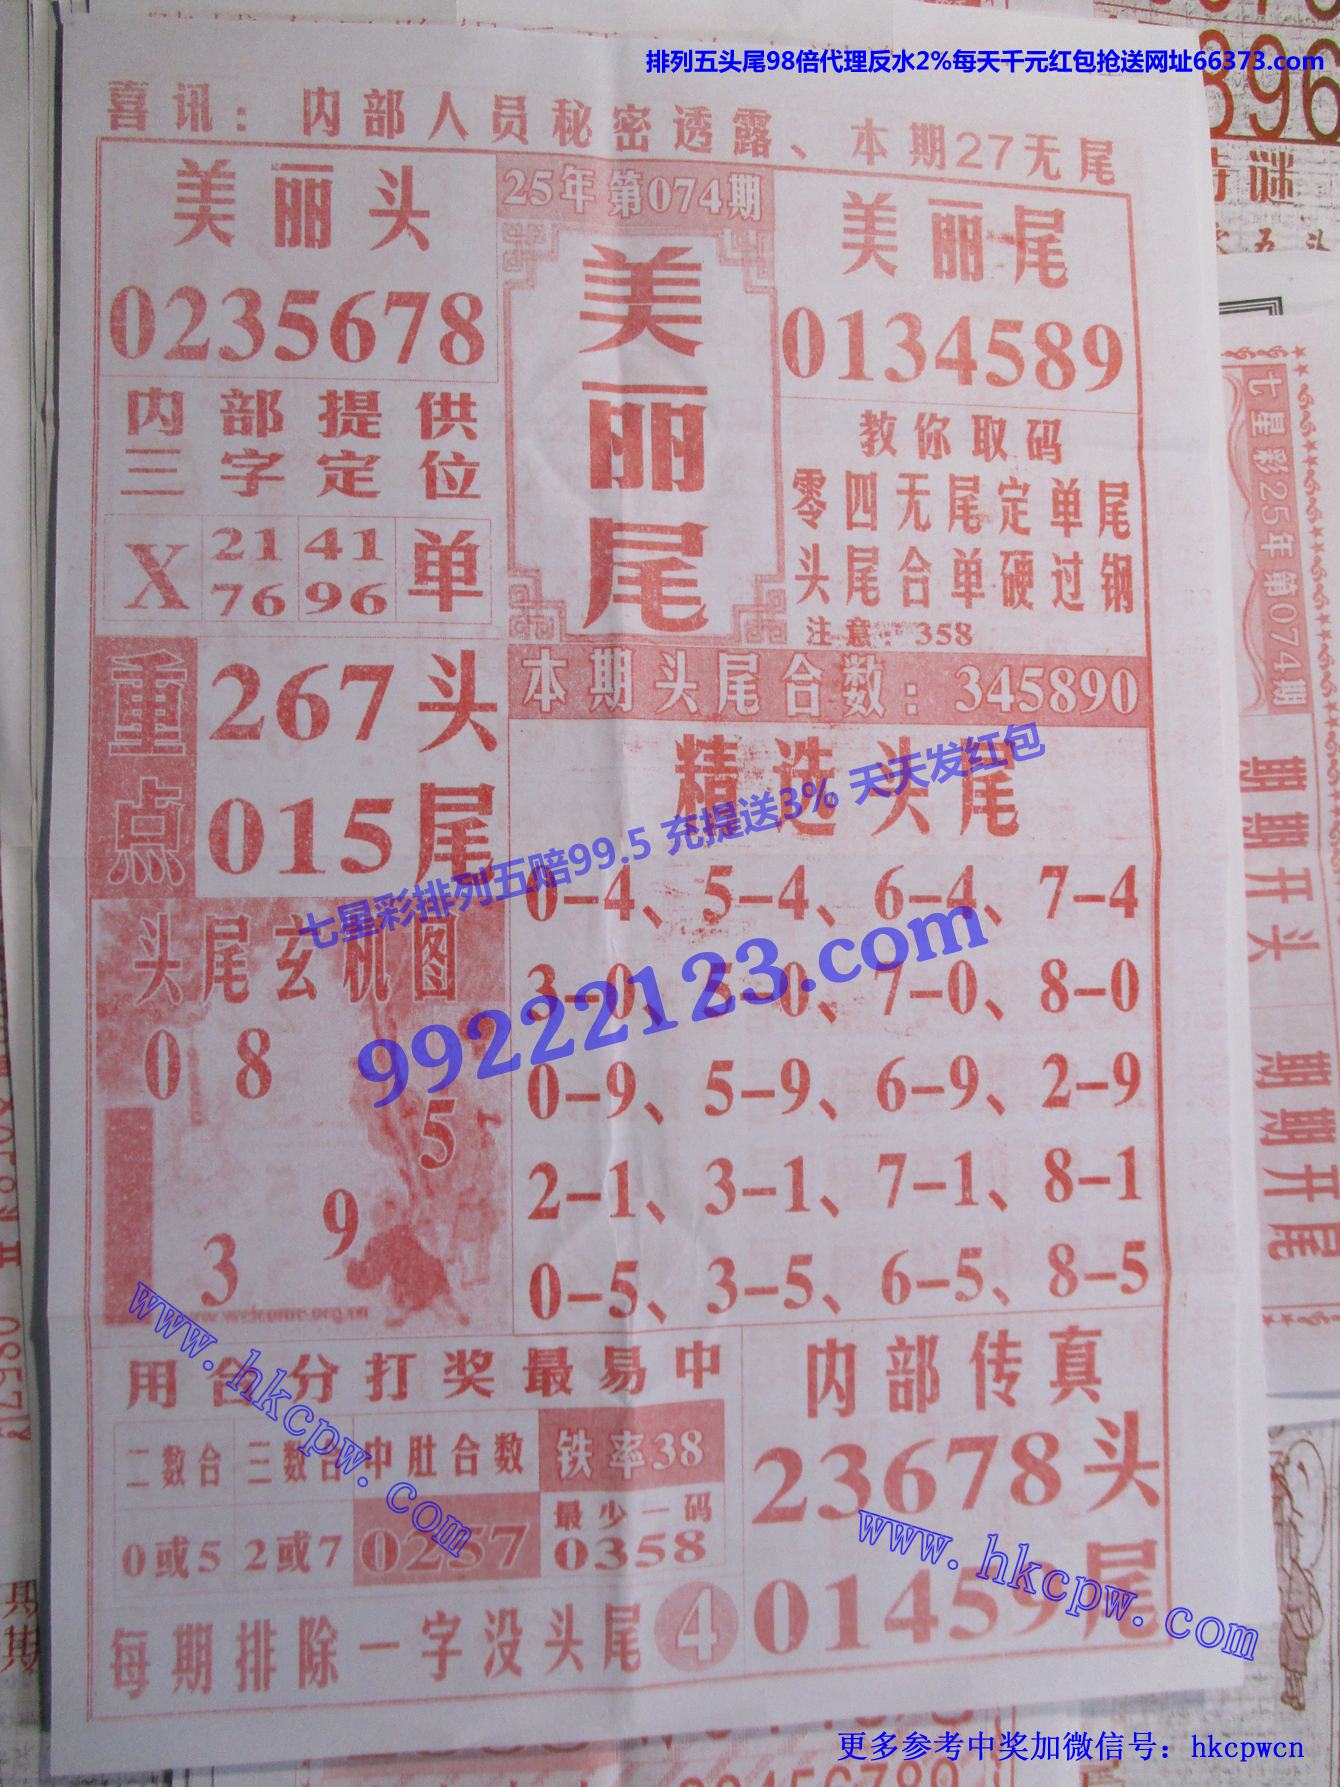 排列五头尾98倍代理反水2%每天千元红包抢送网址66373.com
喜讯：内部人员秘密透露、本期27无尾
美丽头
0235678
25年第074期
美丽尾
美丽尾
0134589
内部提供
三字定位
X
21 41
76 96
单
教你取码
零四无尾定单尾
头尾合单硬过钢
注意：358
重点
267头
015尾
本期头尾合数：345890
精选头尾
0-4、5-4、6-4、7-4
3-0、5-0、7-0、8-0
0-9、5-9、6-9、2-9
2-1、3-1、7-1、8-1
0-5、3-5、6-5、8-5
七星彩排列五赔99.5 充提送3% 天天发红包
99222123.com
头尾玄机图
0 8
5
9
3
www.welcome.org.cn
www.hkcpw.com
用合分打奖最易中
二数合 三数合 中肚合数 铁率38
0或5 2或7 0257 最少一码
0358
每期排除一字没头尾 4
内部传真
23678头
01459尾
www.hkcpw.com
七星彩25年第074期
期期开头
期期开尾
更多参考中奖加微信号：hkcpwcn